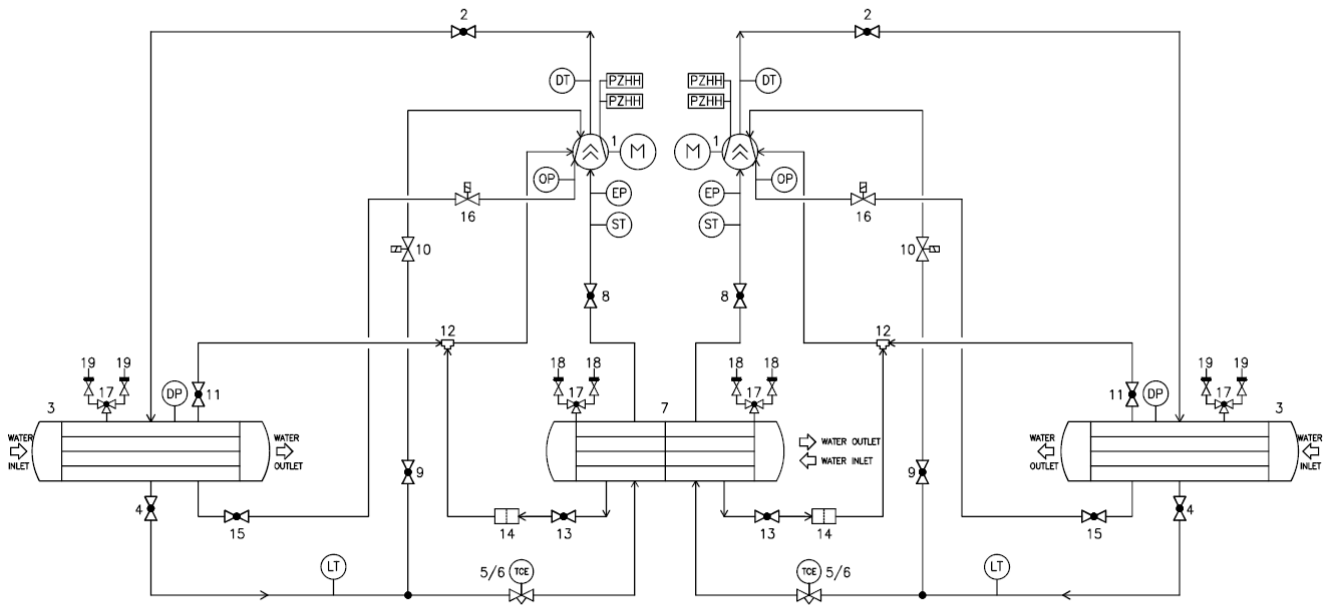 2 2
DT PZHH PZHH DT
PZHH PZHH
1 M M 1
OP OP
EP EP
16 16
ST ST
10 10
8 8
12 12
19 19 18 18 18 18 19 19
17 17 17 17
3 DP 11 7 11 DP 3
WATER INLET WATER OUTLET WATER OUTLET WATER OUTLET WATER INLET
WATER INLET
9 9
4 4
15 14 13 13 14 15
LT 5/6 TCE TCE 5/6 LT